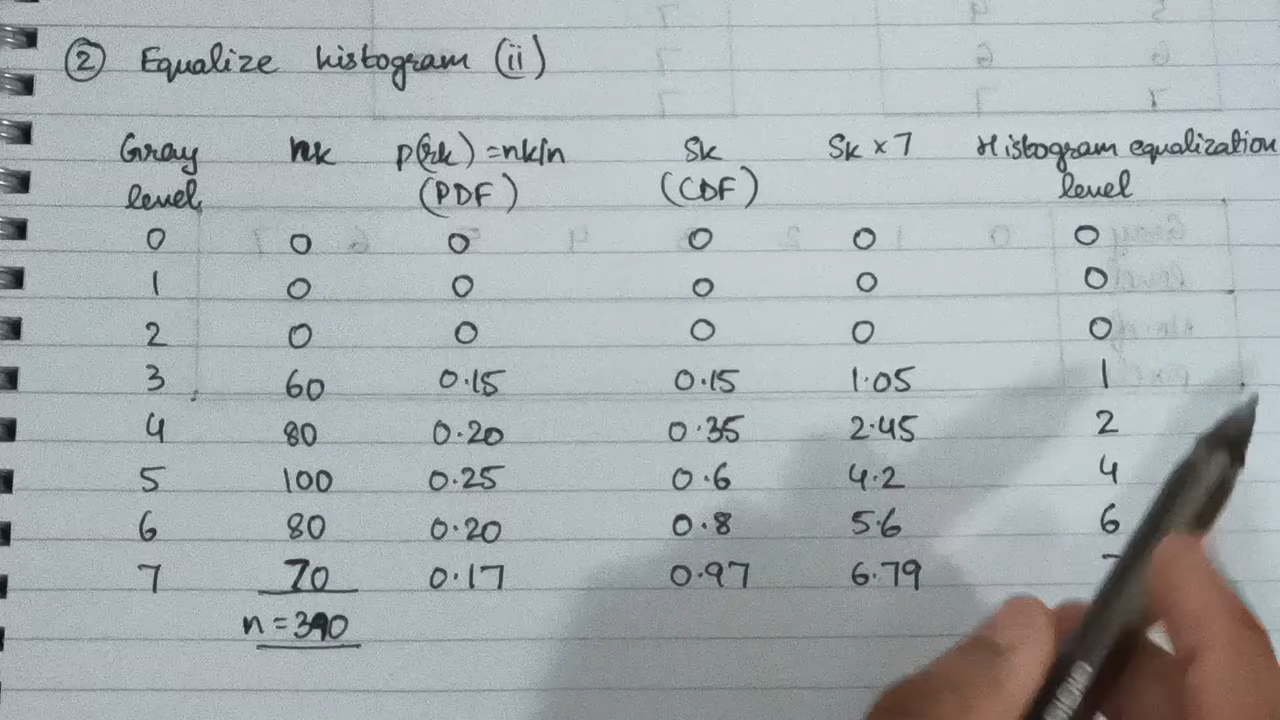 ② Equalize histogram (ii)
Gray level nk p(rk) = nk/n (PDF) Sk (CDF) Sk × 7 Histogram equalization level
0 0 0 0 0 0
1 0 0 0 0 0
2 0 0 0 0 0
3 60 0.15 0.15 1.05 1
4 80 0.20 0.35 2.45 2
5 100 0.25 0.6 4.2 4
6 80 0.20 0.8 5.6 6
7 70 0.17 0.97 6.79
n = 390